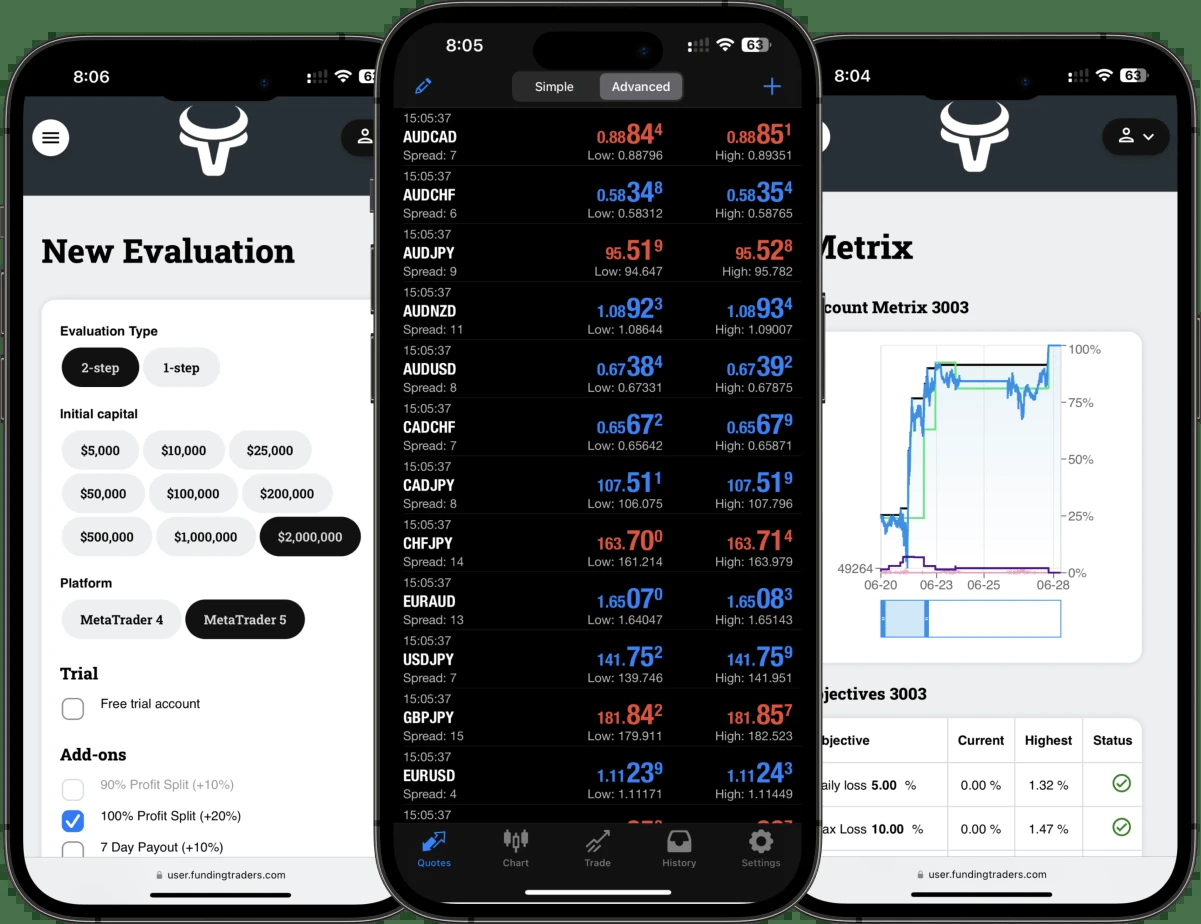 8:06
63
New Evaluation
Evaluation Type
2-step 1-step
Initial capital
$5,000 $10,000 $25,000
$50,000 $100,000 $200,000
$500,000 $1,000,000 $2,000,000
Platform
MetaTrader 4 MetaTrader 5
Trial
Free trial account
Add-ons
90% Profit Split (+10%)
100% Profit Split (+20%)
7 Day Payout (+10%)
user.fundingtraders.com
8:05
63
Simple Advanced
15:05:37
AUDCAD 0.88844 0.88851
Spread: 7 Low: 0.88796 High: 0.89351
15:05:37
AUDCHF 0.58348 0.58354
Spread: 6 Low: 0.58312 High: 0.58765
15:05:37
AUDJPY 95.519 95.528
Spread: 9 Low: 94.647 High: 95.782
15:05:37
AUDNZD 1.08923 1.08934
Spread: 11 Low: 1.08644 High: 1.09007
15:05:37
AUDUSD 0.67384 0.67392
Spread: 8 Low: 0.67331 High: 0.67875
15:05:37
CADCHF 0.65672 0.65679
Spread: 7 Low: 0.65642 High: 0.65871
15:05:37
CADJPY 107.511 107.519
Spread: 8 Low: 106.075 High: 107.796
15:05:37
CHFJPY 163.700 163.714
Spread: 14 Low: 161.214 High: 163.979
15:05:37
EURAUD 1.65070 1.65083
Spread: 13 Low: 1.64047 High: 1.65143
15:05:37
USDJPY 141.752 141.759
Spread: 7 Low: 139.746 High: 141.951
15:05:37
GBPJPY 181.842 181.857
Spread: 15 Low: 179.911 High: 182.523
15:05:37
EURUSD 1.11239 1.11243
Spread: 4 Low: 1.11171 High: 1.11449
15:05:37
Quotes Chart Trade History Settings
8:04
63
Metrix
count Metrix 3003
100%
75%
50%
25%
49264 0%
06-20 06-23 06-25 06-28
jectives 3003
bjective Current Highest Status
aily loss 5.00 % 0.00 % 1.32 %
ax Loss 10.00 % 0.00 % 1.47 %
user.fundingtraders.com